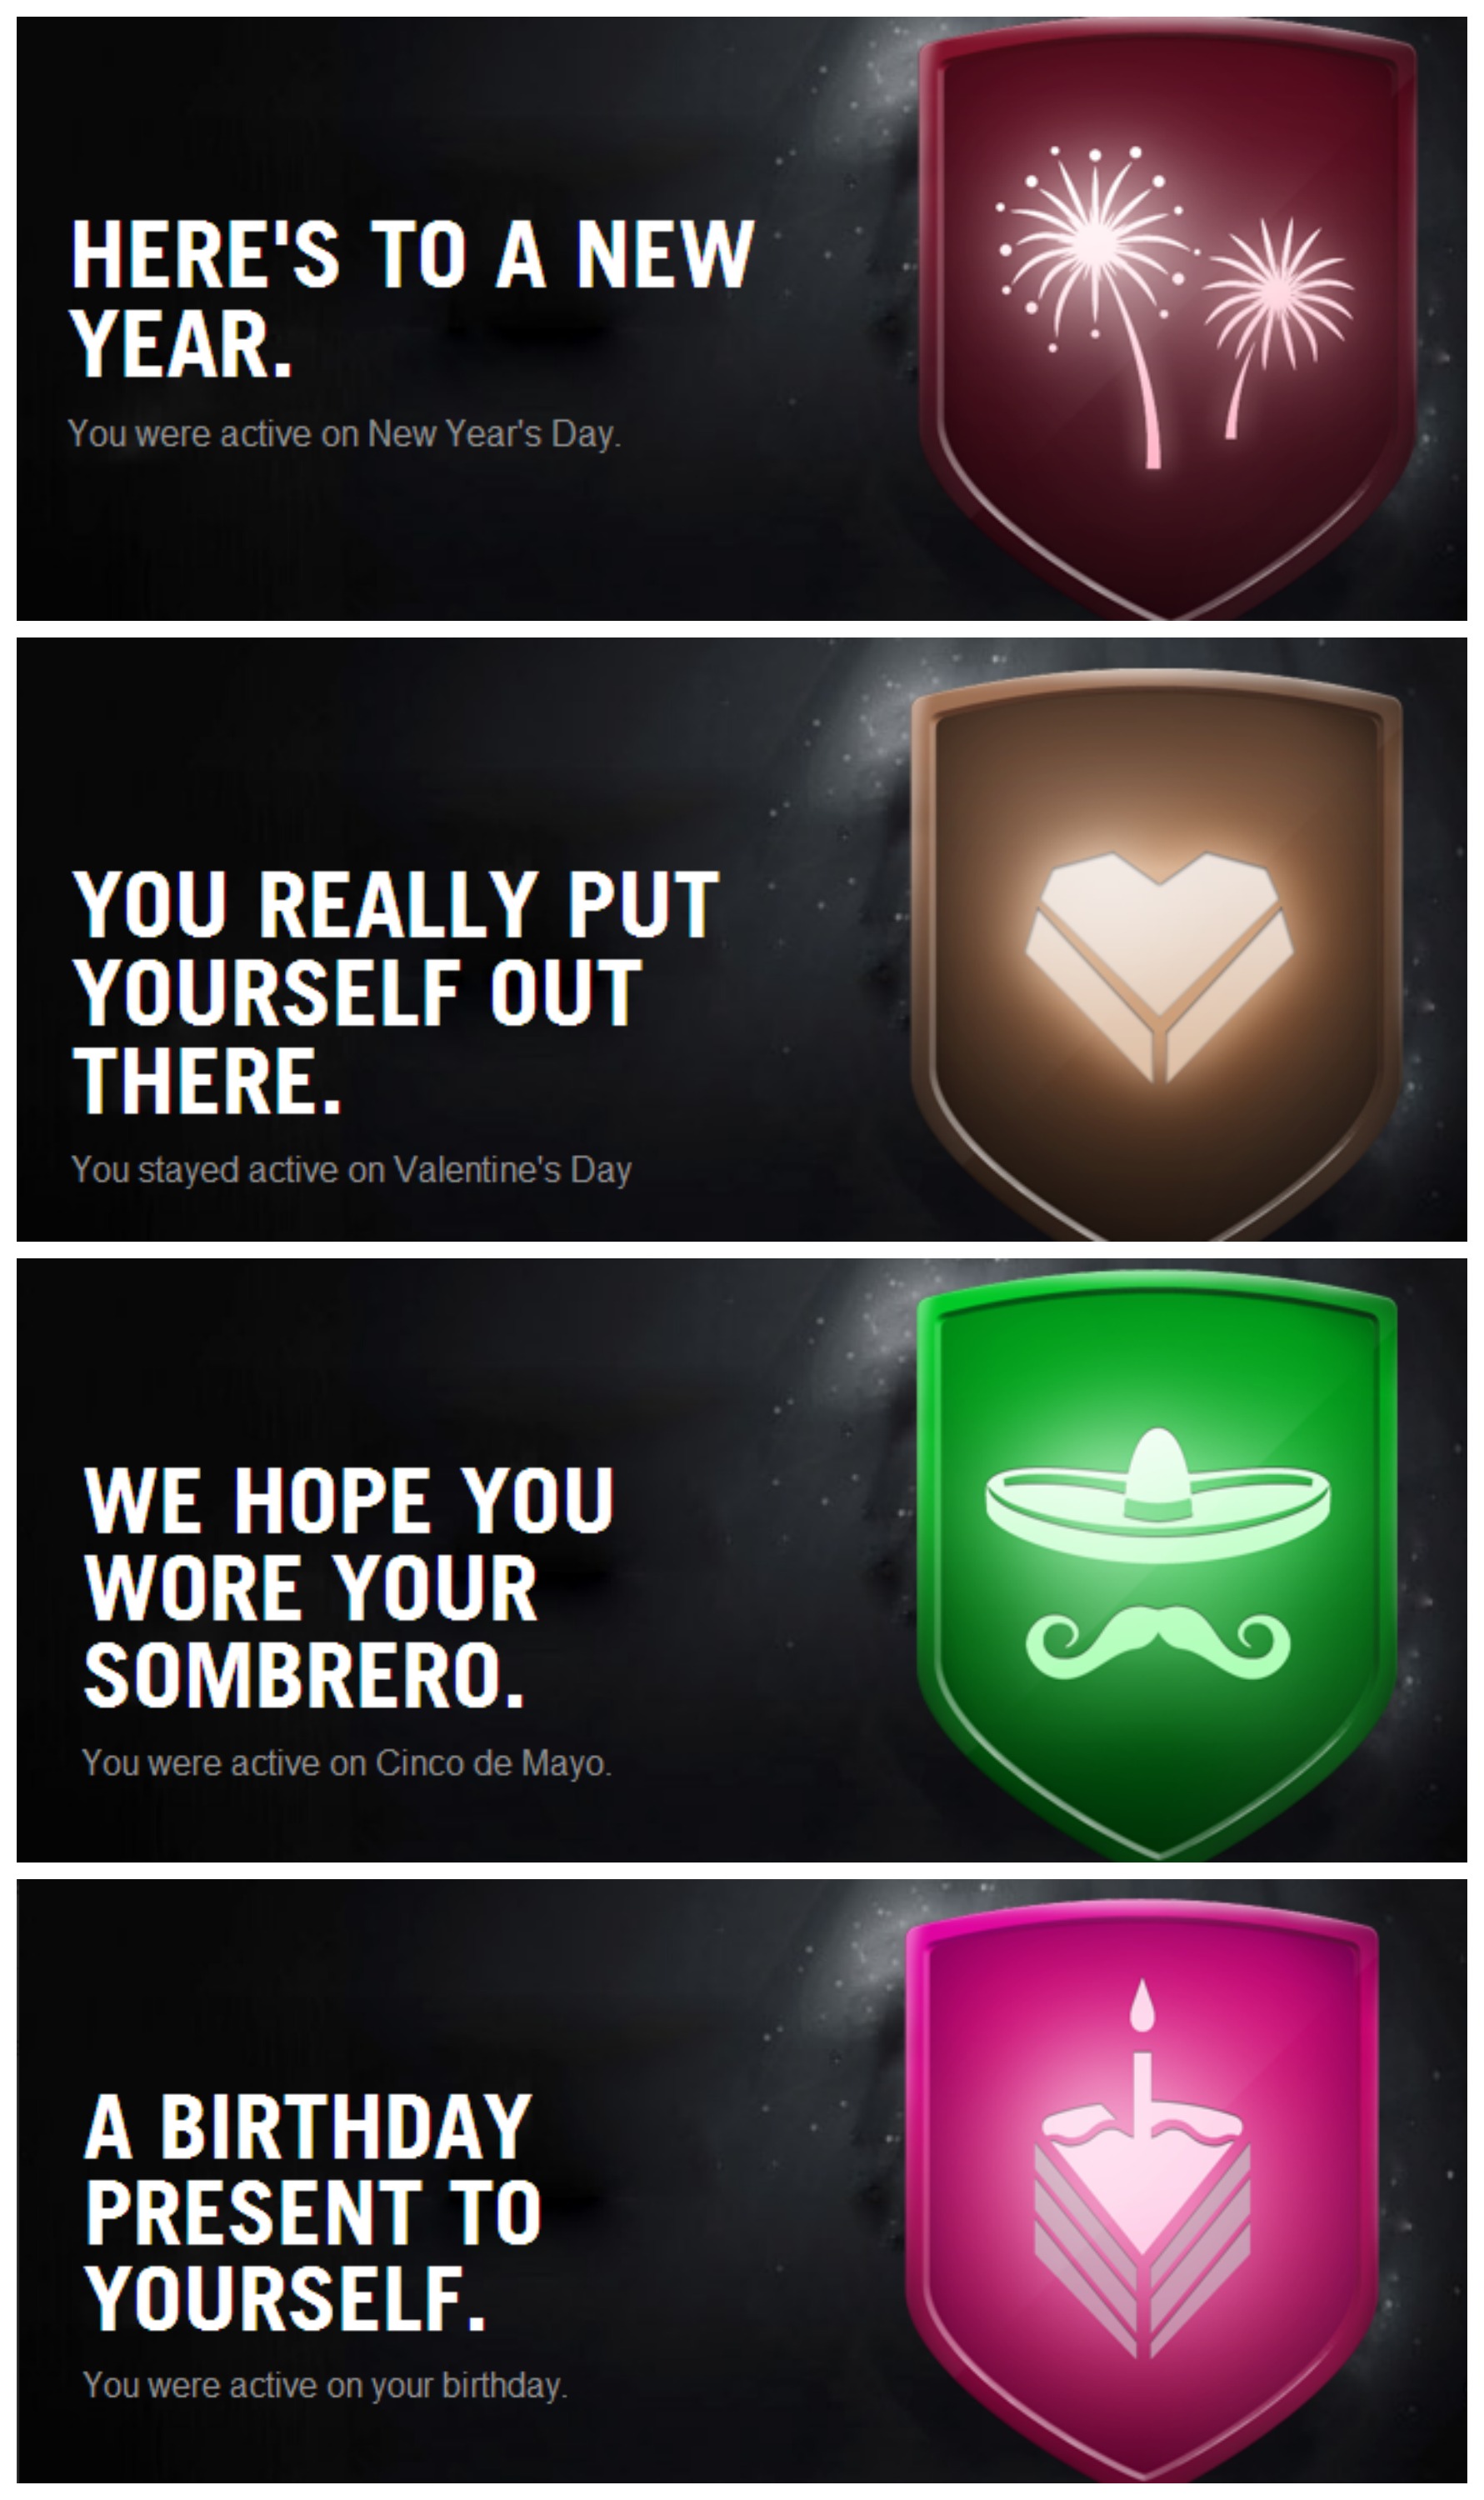 HERE'S TO A NEW
YEAR.
You were active on New Year's Day.
YOU REALLY PUT
YOURSELF OUT
THERE.
You stayed active on Valentine's Day
WE HOPE YOU
WORE YOUR
SOMBRERO.
You were active on Cinco de Mayo.
A BIRTHDAY
PRESENT TO
YOURSELF.
You were active on your birthday.